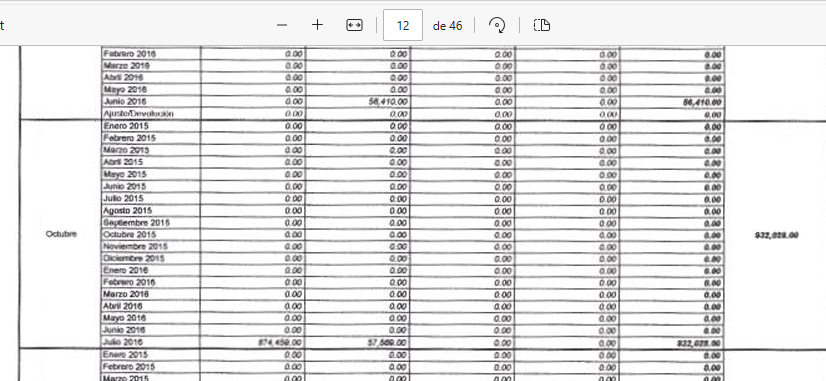 t 12 de 46
Febrero 2016 0.00 0.00 0.00 0.00 0.00
Marzo 2016 0.00 0.00 0.00 0.00 0.00
Abril 2016 0.00 0.00 0.00 0.00 0.00
Mayo 2016 0.00 0.00 0.00 0.00 0.00
Junio 2016 0.00 56,410.00 0.00 0.00 56,410.00
Ajuste/Devolución 0.00 0.00 0.00 0.00 0.00
Enero 2015 0.00 0.00 0.00 0.00 0.00
Febrero 2015 0.00 0.00 0.00 0.00 0.00
Marzo 2015 0.00 0.00 0.00 0.00 0.00
Abril 2015 0.00 0.00 0.00 0.00 0.00
Mayo 2015 0.00 0.00 0.00 0.00 0.00
Junio 2015 0.00 0.00 0.00 0.00 0.00
Julio 2015 0.00 0.00 0.00 0.00 0.00
Agosto 2015 0.00 0.00 0.00 0.00 0.00
Septiembre 2015 0.00 0.00 0.00 0.00 0.00
Octubre Octubre 2015 0.00 0.00 0.00 0.00 0.00 932,028.00
Noviembre 2015 0.00 0.00 0.00 0.00 0.00
Diciembre 2015 0.00 0.00 0.00 0.00 0.00
Enero 2016 0.00 0.00 0.00 0.00 0.00
Febrero 2016 0.00 0.00 0.00 0.00 0.00
Marzo 2016 0.00 0.00 0.00 0.00 0.00
Abril 2016 0.00 0.00 0.00 0.00 0.00
Mayo 2016 0.00 0.00 0.00 0.00 0.00
Junio 2016 0.00 0.00 0.00 0.00 0.00
Julio 2016 874,459.00 57,569.00 0.00 0.00 932,028.00
Enero 2015 0.00 0.00 0.00 0.00 0.00
Febrero 2015 0.00 0.00 0.00 0.00 0.00
Marzo 2015 0.00 0.00 0.00 0.00 0.00